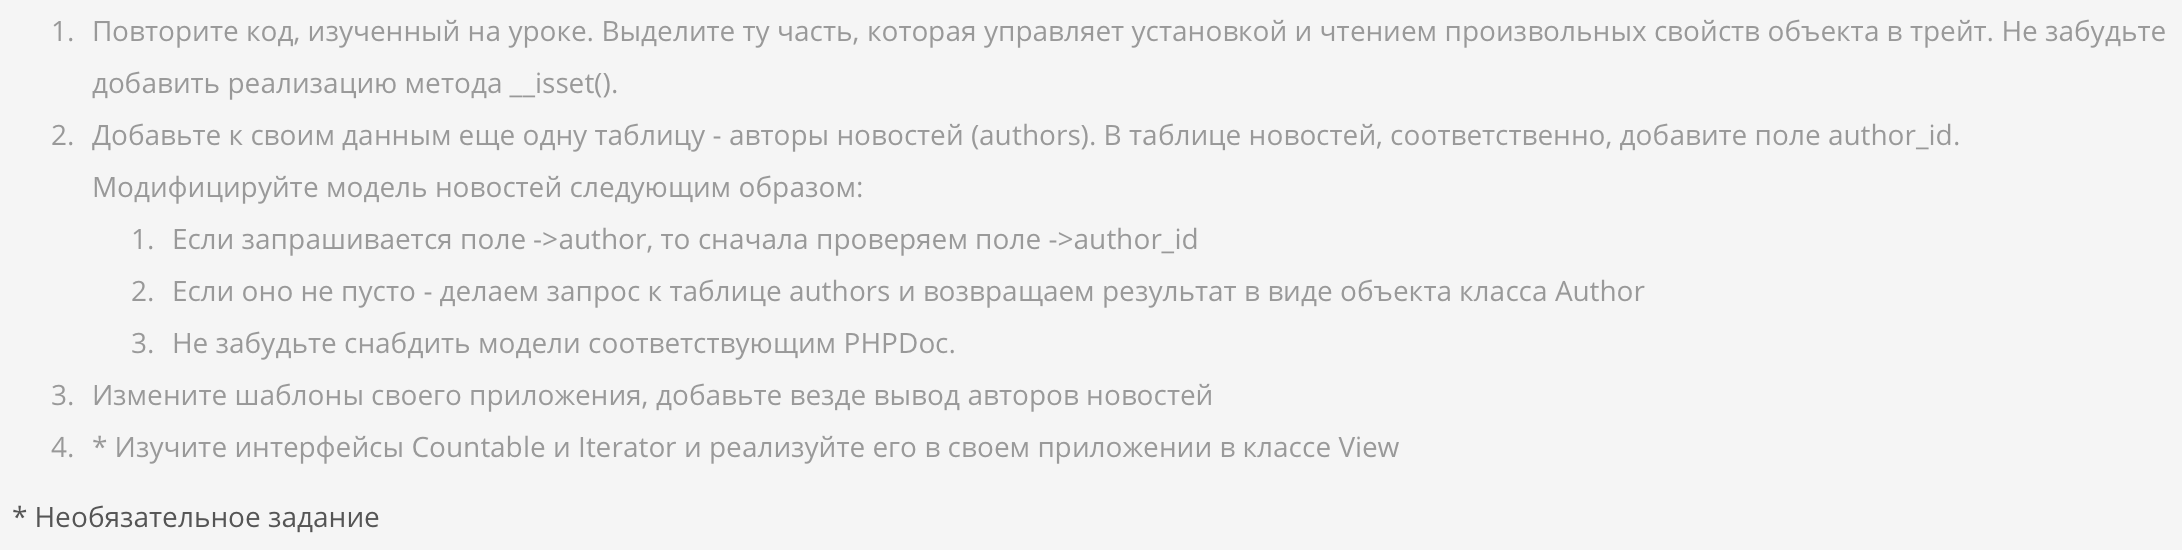 1. Повторите код, изученный на уроке. Выделите ту часть, которая управляет установкой и чтением произвольных свойств объекта в трейт. Не забудьте
добавить реализацию метода __isset().
2. Добавьте к своим данным еще одну таблицу - авторы новостей (authors). В таблице новостей, соответственно, добавите поле author_id.
Модифицируйте модель новостей следующим образом:
1. Если запрашивается поле ->author, то сначала проверяем поле ->author_id
2. Если оно не пусто - делаем запрос к таблице authors и возвращаем результат в виде объекта класса Author
3. Не забудьте снабдить модели соответствующим PHPDoc.
3. Измените шаблоны своего приложения, добавьте везде вывод авторов новостей
4. * Изучите интерфейсы Countable и Iterator и реализуйте его в своем приложении в классе View
* Необязательное задание